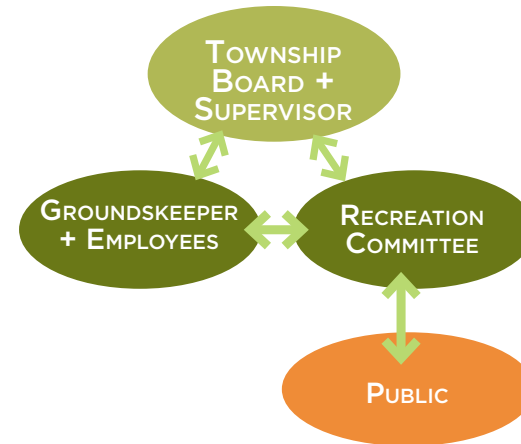 Township
Board +
Supervisor
Groundskeeper
+ Employees
Recreation
Committee
Public